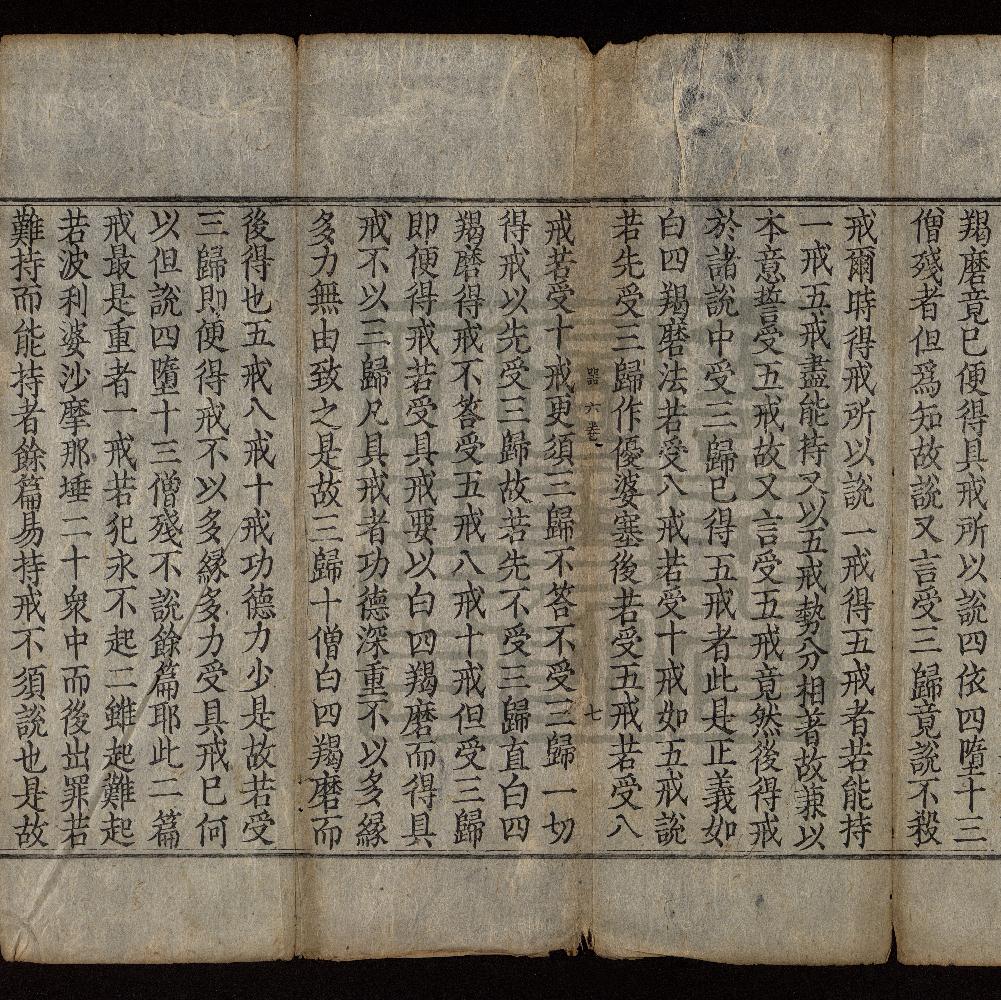 羯磨竟已便得具戒所以說四依四墮十三
僧殘者但爲知故說又言受三歸竟說不殺
戒爾時得戒所以說一戒得五戒者若能持
一戒五戒盡能持又以五戒勢分相著故兼以
本意誓受五戒故又言受五戒竟然後得戒
於諸說中受三歸已得五戒者此是正義如
白四羯磨法若受八戒若受十戒如五戒說
若先受三歸作優婆塞後若受五戒若受八
器 六卷 七
戒若受十戒更須三歸不答不受三歸一切
得戒以先受三歸故若先不受三歸直白四
羯磨得戒不答受五戒八戒十戒但受三歸
即便得戒若受具戒要以白四羯磨而得具
戒不以三歸凡具戒者功德深重不以多緣
多力無由致之是故三歸十僧白四羯磨而
後得也五戒八戒十戒功德力少是故若受
三歸即便得戒不以多緣多力受具戒已何
以但說四墮十三僧殘不說餘篇耶此二篇
戒最是重者一戒若犯永不起二雖起難起
若波利婆沙摩那埵二十衆中而後出罪若
難持而能持者餘篇易持戒不須說也是故